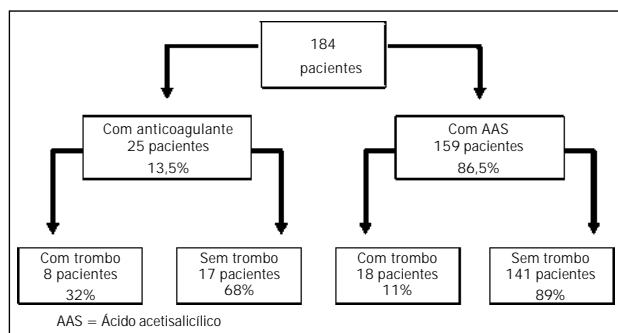 184
pacientes
Com anticoagulante
25 pacientes
13,5%
Com AAS
159 pacientes
86,5%
Com trombo
8 pacientes
32%
Sem trombo
17 pacientes
68%
Com trombo
18 pacientes
11%
Sem trombo
141 pacientes
89%
AAS = Ácido acetisalicílico